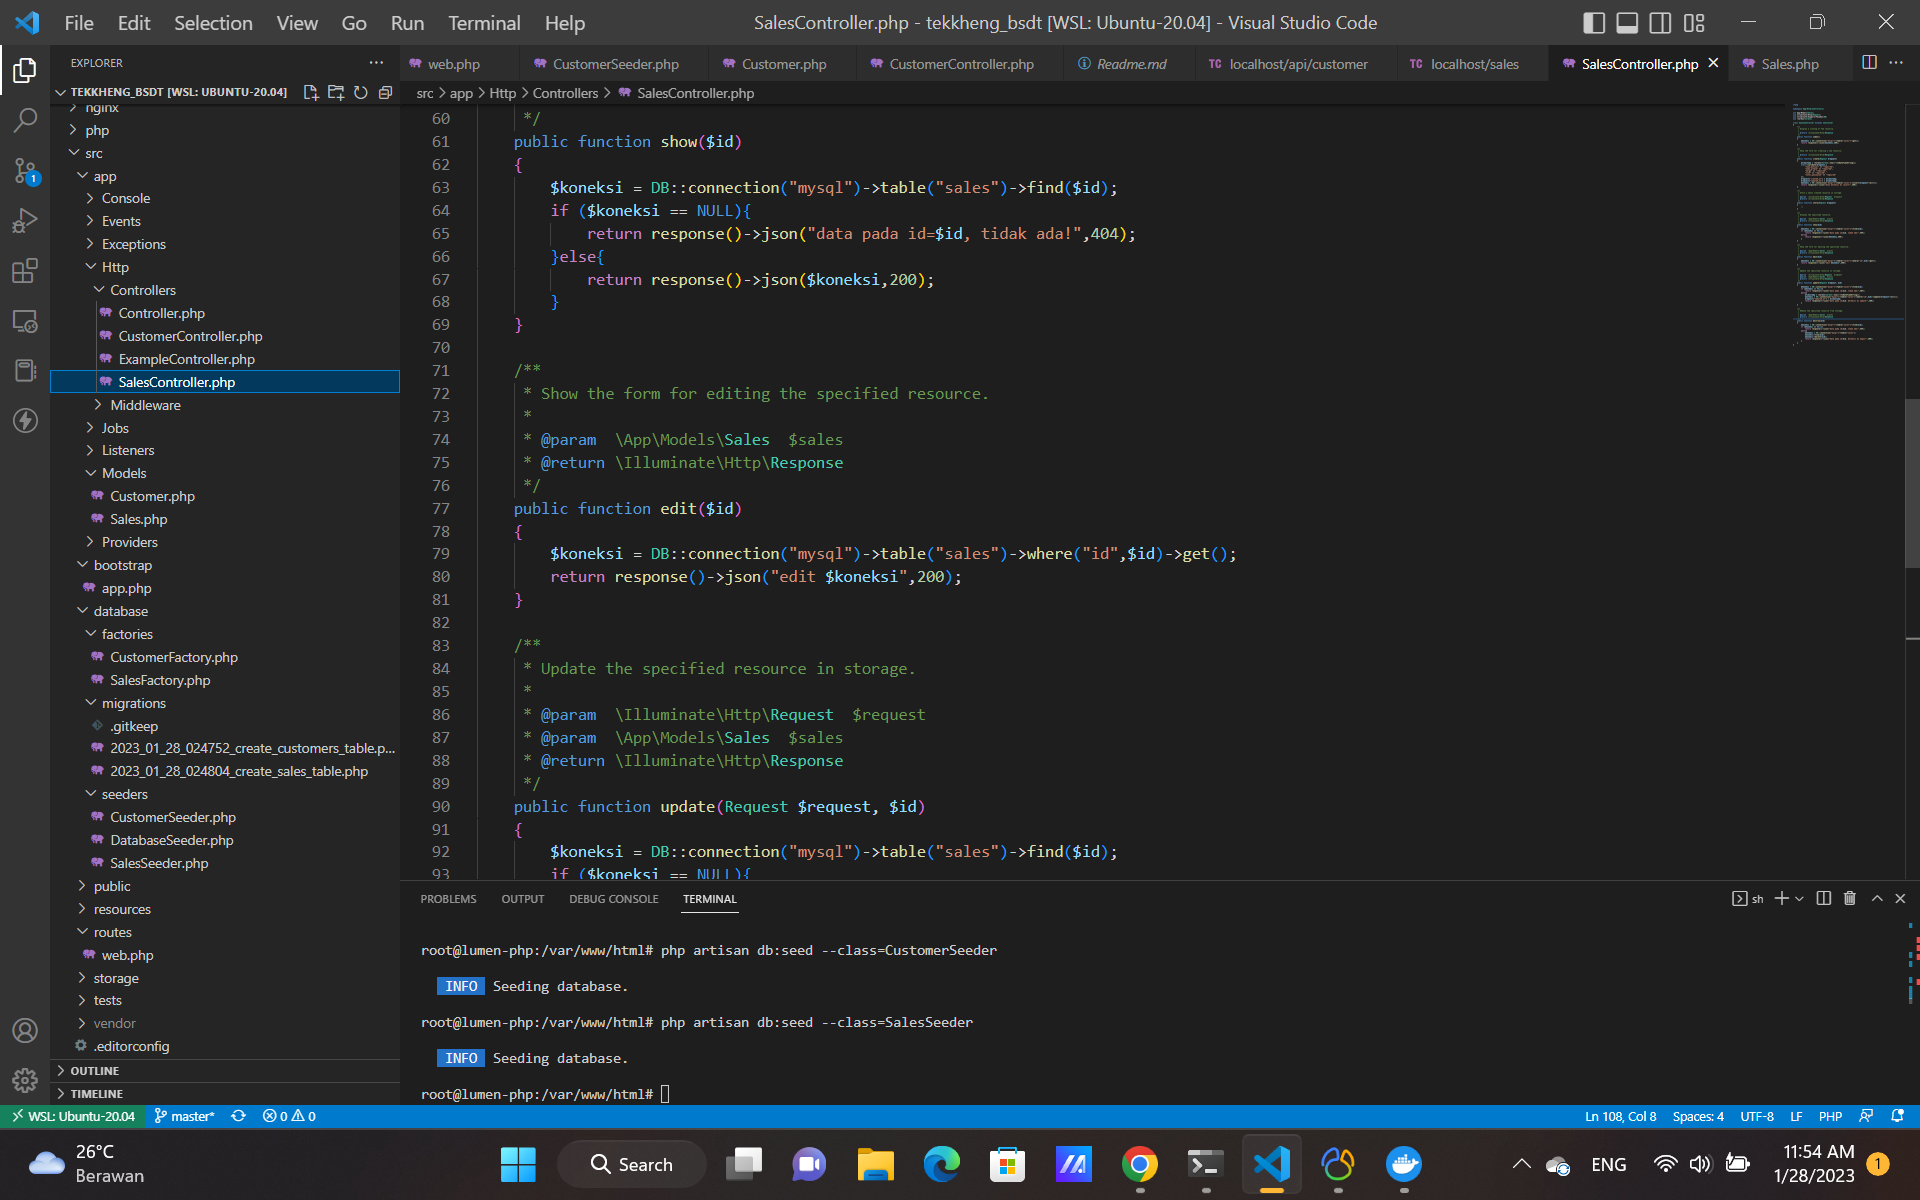 File Edit Selection View Go Run Terminal Help
SalesController.php - tekkheng_bsdt [WSL: Ubuntu-20.04] - Visual Studio Code
EXPLORER
TEKKHENG_BSDT [WSL: UBUNTU-20.04]
nginx
php
src
app
Console
Events
Exceptions
Http
Controllers
Controller.php
CustomerController.php
ExampleController.php
SalesController.php
Middleware
Jobs
Listeners
Models
Customer.php
Sales.php
Providers
bootstrap
app.php
database
factories
CustomerFactory.php
SalesFactory.php
migrations
.gitkeep
2023_01_28_024752_create_customers_table.p...
2023_01_28_024804_create_sales_table.php
seeders
CustomerSeeder.php
DatabaseSeeder.php
SalesSeeder.php
public
resources
routes
web.php
storage
tests
vendor
.editorconfig
OUTLINE
TIMELINE
web.php CustomerSeeder.php Customer.php CustomerController.php Readme.md TC localhost/api/customer TC localhost/sales SalesController.php Sales.php
src > app > Http > Controllers > SalesController.php
60 */
61 public function show($id)
62 {
63 $koneksi = DB::connection("mysql")->table("sales")->find($id);
64 if ($koneksi == NULL){
65 return response()->json("data pada id=$id, tidak ada!",404);
66 }else{
67 return response()->json($koneksi,200);
68 }
69 }
70
71 /**
72 * Show the form for editing the specified resource.
73 *
74 * @param  \App\Models\Sales  $sales
75 * @return \Illuminate\Http\Response
76 */
77 public function edit($id)
78 {
79 $koneksi = DB::connection("mysql")->table("sales")->where("id",$id)->get();
80 return response()->json("edit $koneksi",200);
81 }
82
83 /**
84 * Update the specified resource in storage.
85 *
86 * @param  \Illuminate\Http\Request  $request
87 * @param  \App\Models\Sales  $sales
88 * @return \Illuminate\Http\Response
89 */
90 public function update(Request $request, $id)
91 {
92 $koneksi = DB::connection("mysql")->table("sales")->find($id);
93 if ($koneksi == NULL){
PROBLEMS OUTPUT DEBUG CONSOLE TERMINAL
sh
root@lumen-php:/var/www/html# php artisan db:seed --class=CustomerSeeder
INFO Seeding database.
root@lumen-php:/var/www/html# php artisan db:seed --class=SalesSeeder
INFO Seeding database.
root@lumen-php:/var/www/html#
1
WSL: Ubuntu-20.04 master* 0 0
Ln 108, Col 8 Spaces: 4 UTF-8 LF PHP
26°C
Berawan
Search
ENG
11:54 AM
1/28/2023
1